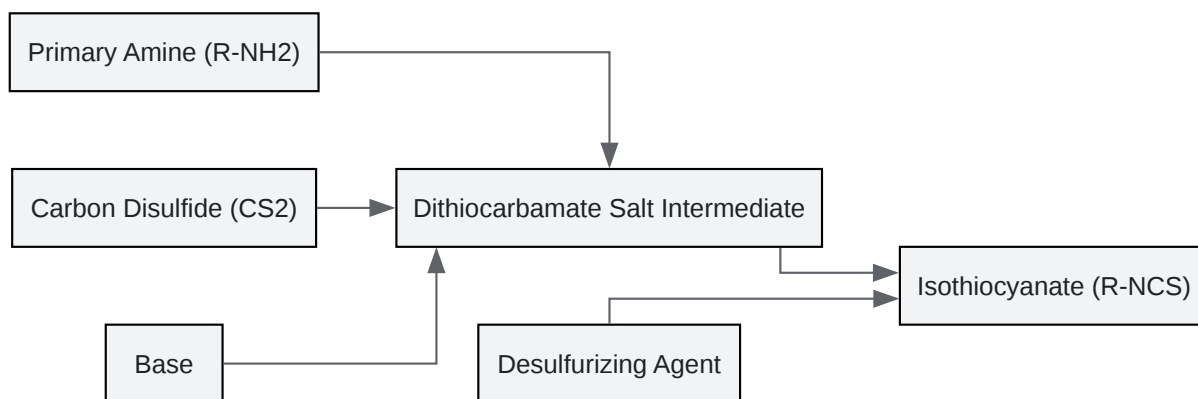 Primary Amine (R-NH2)
Carbon Disulfide (CS2)
Dithiocarbamate Salt Intermediate
Isothiocyanate (R-NCS)
Base
Desulfurizing Agent